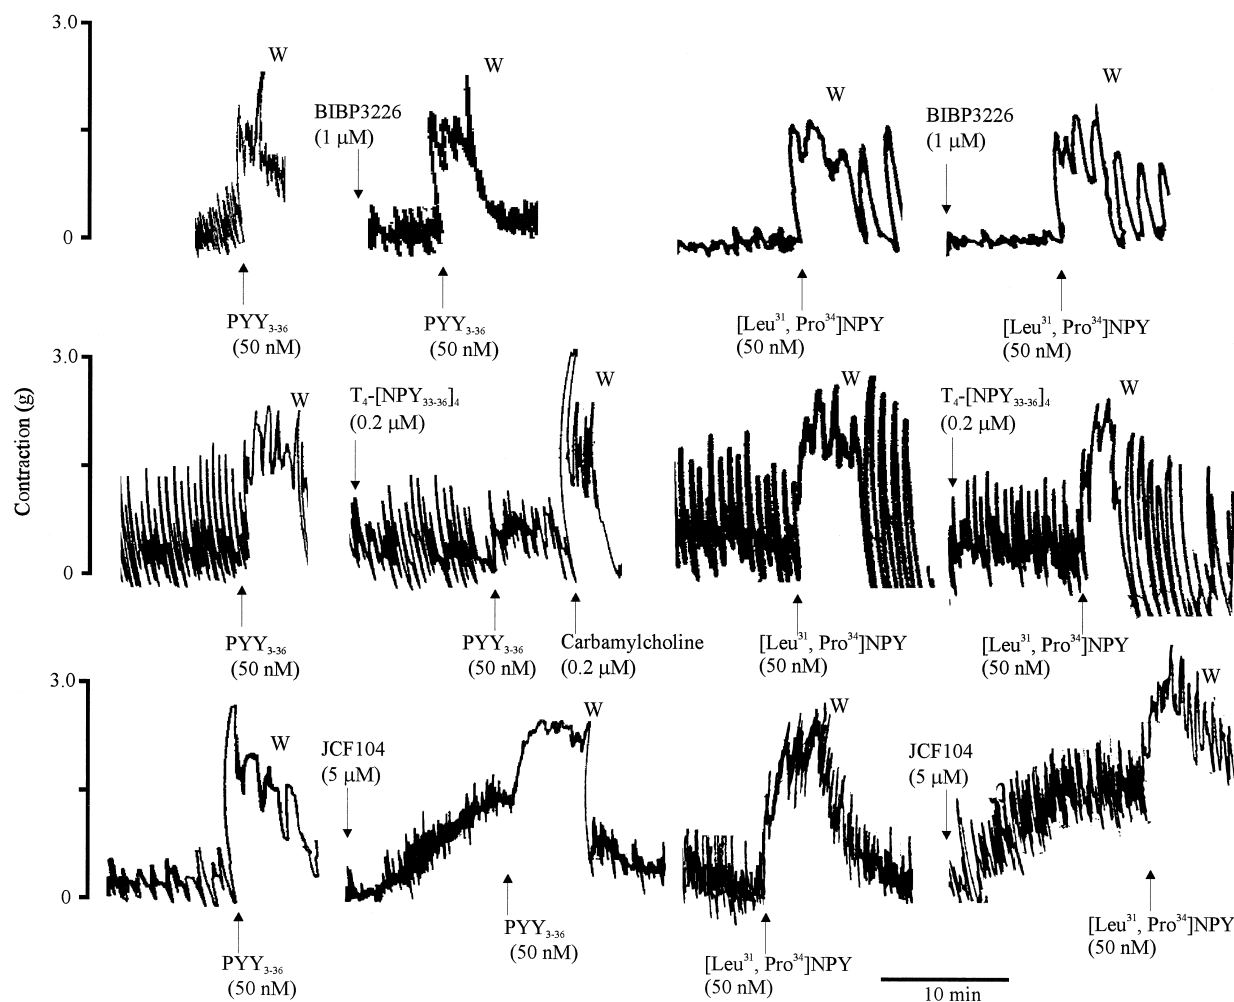 3.0
W
W
W
W
BIBP3226
(1 μM)
BIBP3226
(1 μM)
0
PYY3-36
(50 nM)
PYY3-36
(50 nM)
[Leu31, Pro34]NPY
(50 nM)
[Leu31, Pro34]NPY
(50 nM)
Contraction (g)
3.0
W
T4-[NPY33-36]4
(0.2 μM)
W
W
T4-[NPY33-36]4
(0.2 μM)
W
0
PYY3-36
(50 nM)
PYY3-36
(50 nM)
Carbamylcholine
(0.2 μM)
[Leu31, Pro34]NPY
(50 nM)
[Leu31, Pro34]NPY
(50 nM)
3.0
W
JCF104
(5 μM)
W
W
JCF104
(5 μM)
W
0
PYY3-36
(50 nM)
PYY3-36
(50 nM)
[Leu31, Pro34]NPY
(50 nM)
[Leu31, Pro34]NPY
(50 nM)
10 min